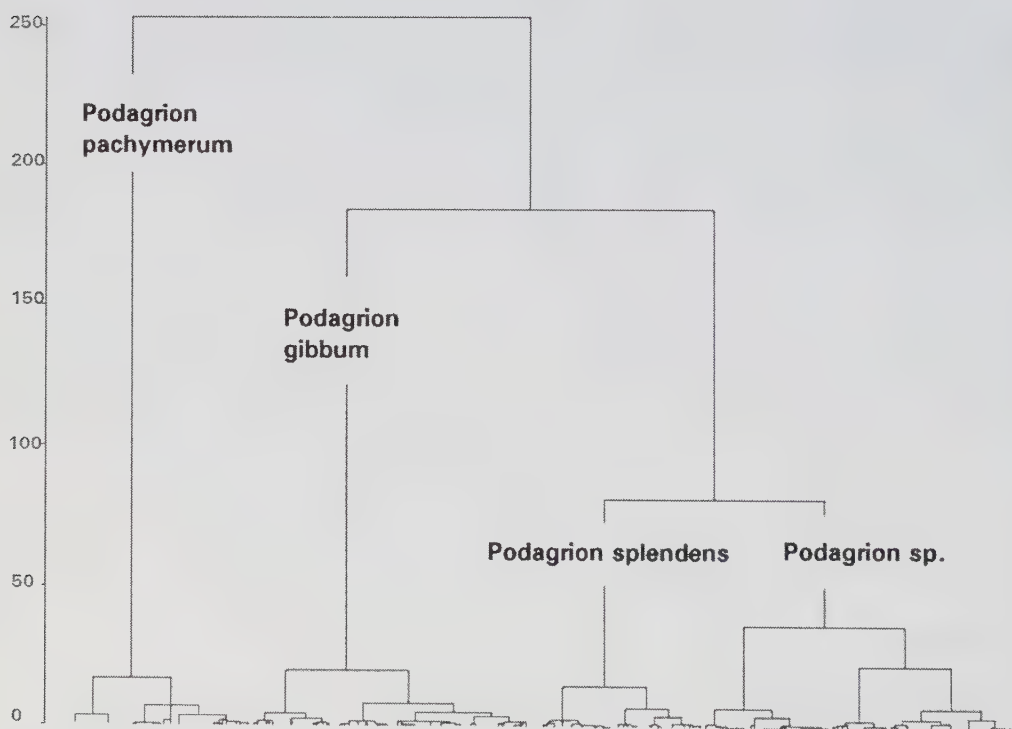 250
Podagrion
pachymerum
200
150
Podagrion
gibbum
100
Podagrion splendens
Podagrion sp.
50
0